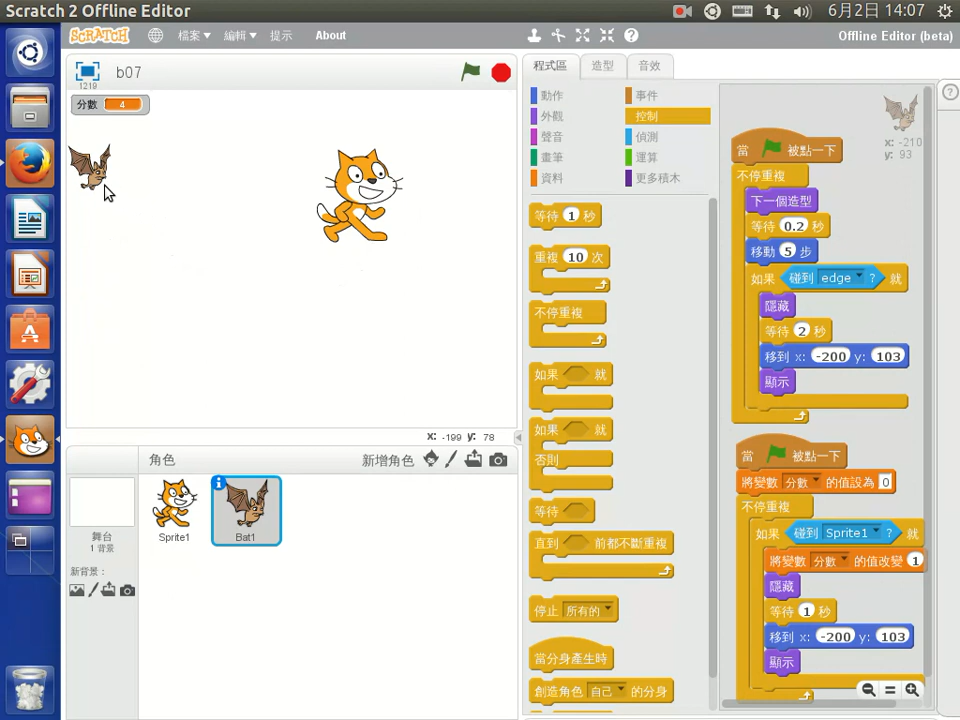 Scratch 2 Offline Editor
6月2日 14:07
SCRATCH 檔案 編輯 提示 About
Offline Editor (beta)
b07
1219
分數 4
x: -199 y: 78
角色
新增角色
舞台
1 背景
新背景:
Sprite1
Bat1
程式區 造型 音效
動作 事件
外觀 控制
聲音 偵測
畫筆 運算
資料 更多積木
等待 1 秒
重複 10 次
不停重複
如果 就
如果 就
否則
等待
直到 前都不斷重複
停止 所有的
當分身產生時
創造角色 自己 的分身
x: -210
y: 93
當 被點一下
不停重複
下一個造型
等待 0.2 秒
移動 5 步
如果 碰到 edge ? 就
隱藏
等待 2 秒
移到 x: -200 y: 103
顯示
當 被點一下
將變數 分數 的值設為 0
不停重複
如果 碰到 Sprite1 ? 就
將變數 分數 的值改變 1
隱藏
等待 1 秒
移到 x: -200 y: 103
顯示